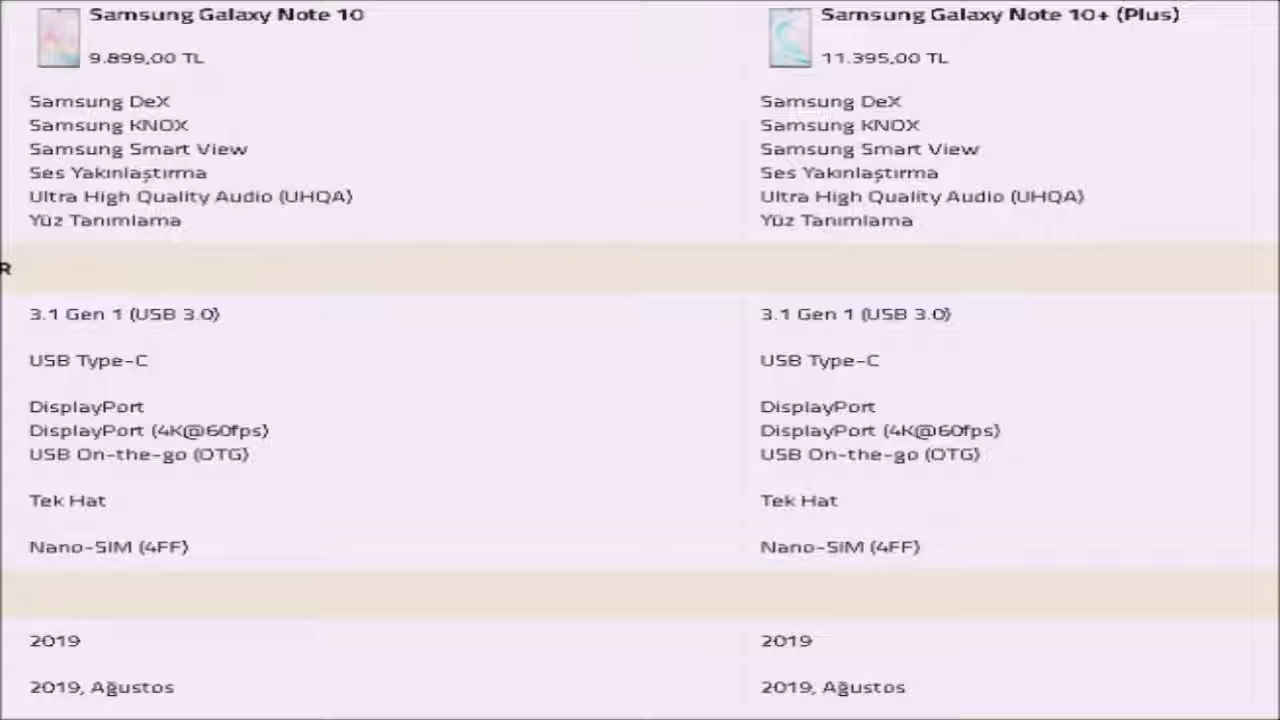 Samsung Galaxy Note 10
9.899,00 TL
Samsung DeX
Samsung KNOX
Samsung Smart View
Ses Yakınlaştırma
Ultra High Quality Audio (UHQA)
Yüz Tanımlama
R
3.1 Gen 1 (USB 3.0)
USB Type-C
DisplayPort
DisplayPort (4K@60fps)
USB On-the-go (OTG)
Tek Hat
Nano-SIM (4FF)
2019
2019, Ağustos
Samsung Galaxy Note 10+ (Plus)
11.395,00 TL
Samsung DeX
Samsung KNOX
Samsung Smart View
Ses Yakınlaştırma
Ultra High Quality Audio (UHQA)
Yüz Tanımlama
3.1 Gen 1 (USB 3.0)
USB Type-C
DisplayPort
DisplayPort (4K@60fps)
USB On-the-go (OTG)
Tek Hat
Nano-SIM (4FF)
2019
2019, Ağustos